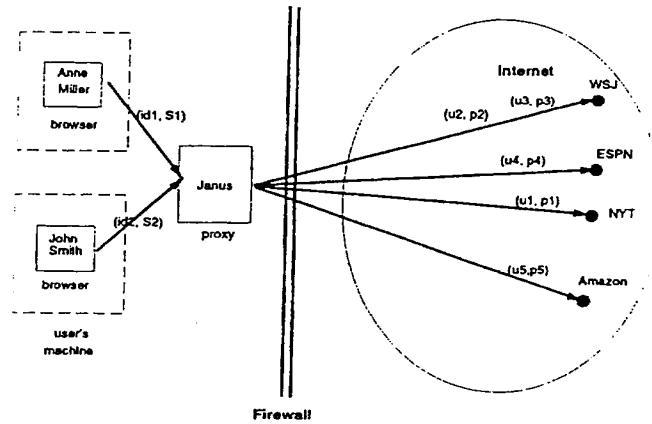 Anne
Miller
browser
(id1, S1)
John
Smith
browser
(id2, S2)
user's
machine
Janus
proxy
Firewall
Internet
WSJ
(u3, p3)
(u2, p2)
ESPN
(u4, p4)
(u1, p1)
NYT
Amazon
(u5,p5)